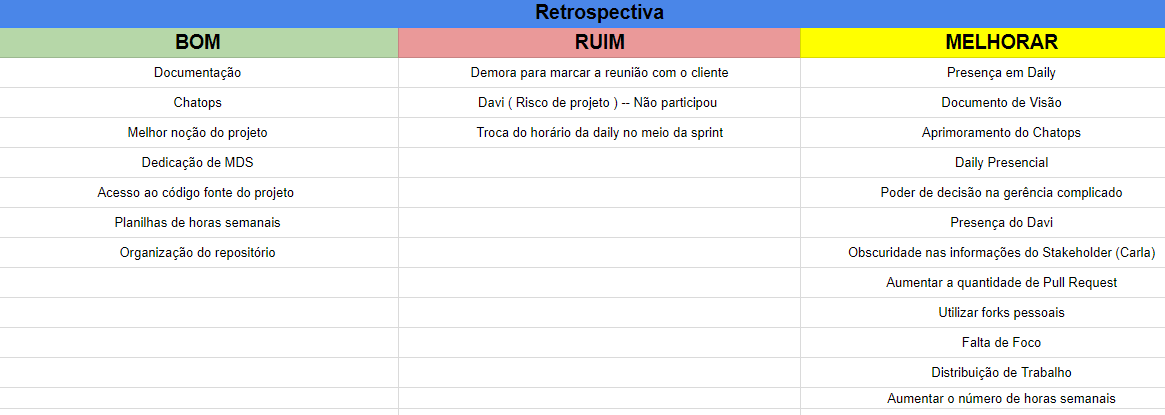 Retrospectiva
BOM RUIM MELHORAR
Documentação Demora para marcar a reunião com o cliente Presença em Daily
Chatops Davi ( Risco de projeto ) -- Não participou Documento de Visão
Melhor noção do projeto Troca do horário da daily no meio da sprint Aprimoramento do Chatops
Dedicação de MDS Daily Presencial
Acesso ao código fonte do projeto Poder de decisão na gerência complicado
Planilhas de horas semanais Presença do Davi
Organização do repositório Obscuridade nas informações do Stakeholder (Carla)
Aumentar a quantidade de Pull Request
Utilizar forks pessoais
Falta de Foco
Distribuição de Trabalho
Aumentar o número de horas semanais